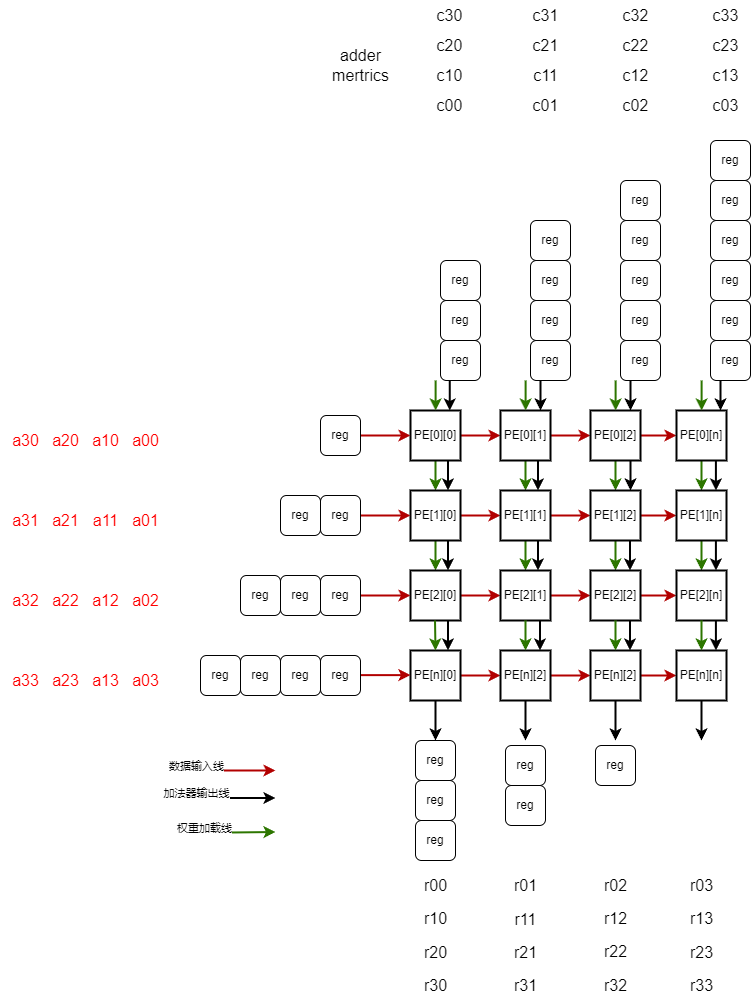 c30 c31 c32 c33
c20 c21 c22 c23
adder
mertrics
c10 c11 c12 c13
c00 c01 c02 c03
reg
reg reg
reg reg reg
reg reg reg reg
reg reg reg reg
reg reg reg reg
a30 a20 a10 a00 reg PE[0][0] PE[0][1] PE[0][2] PE[0][n]
a31 a21 a11 a01 reg reg PE[1][0] PE[1][1] PE[1][2] PE[1][n]
a32 a22 a12 a02 reg reg reg PE[2][0] PE[2][1] PE[2][2] PE[2][n]
a33 a23 a13 a03 reg reg reg reg PE[n][0] PE[n][2] PE[n][2] PE[n][n]
数据输入线 reg reg reg
加法器输出线 reg reg
权重加载线 reg
r00 r01 r02 r03
r10 r11 r12 r13
r20 r21 r22 r23
r30 r31 r32 r33